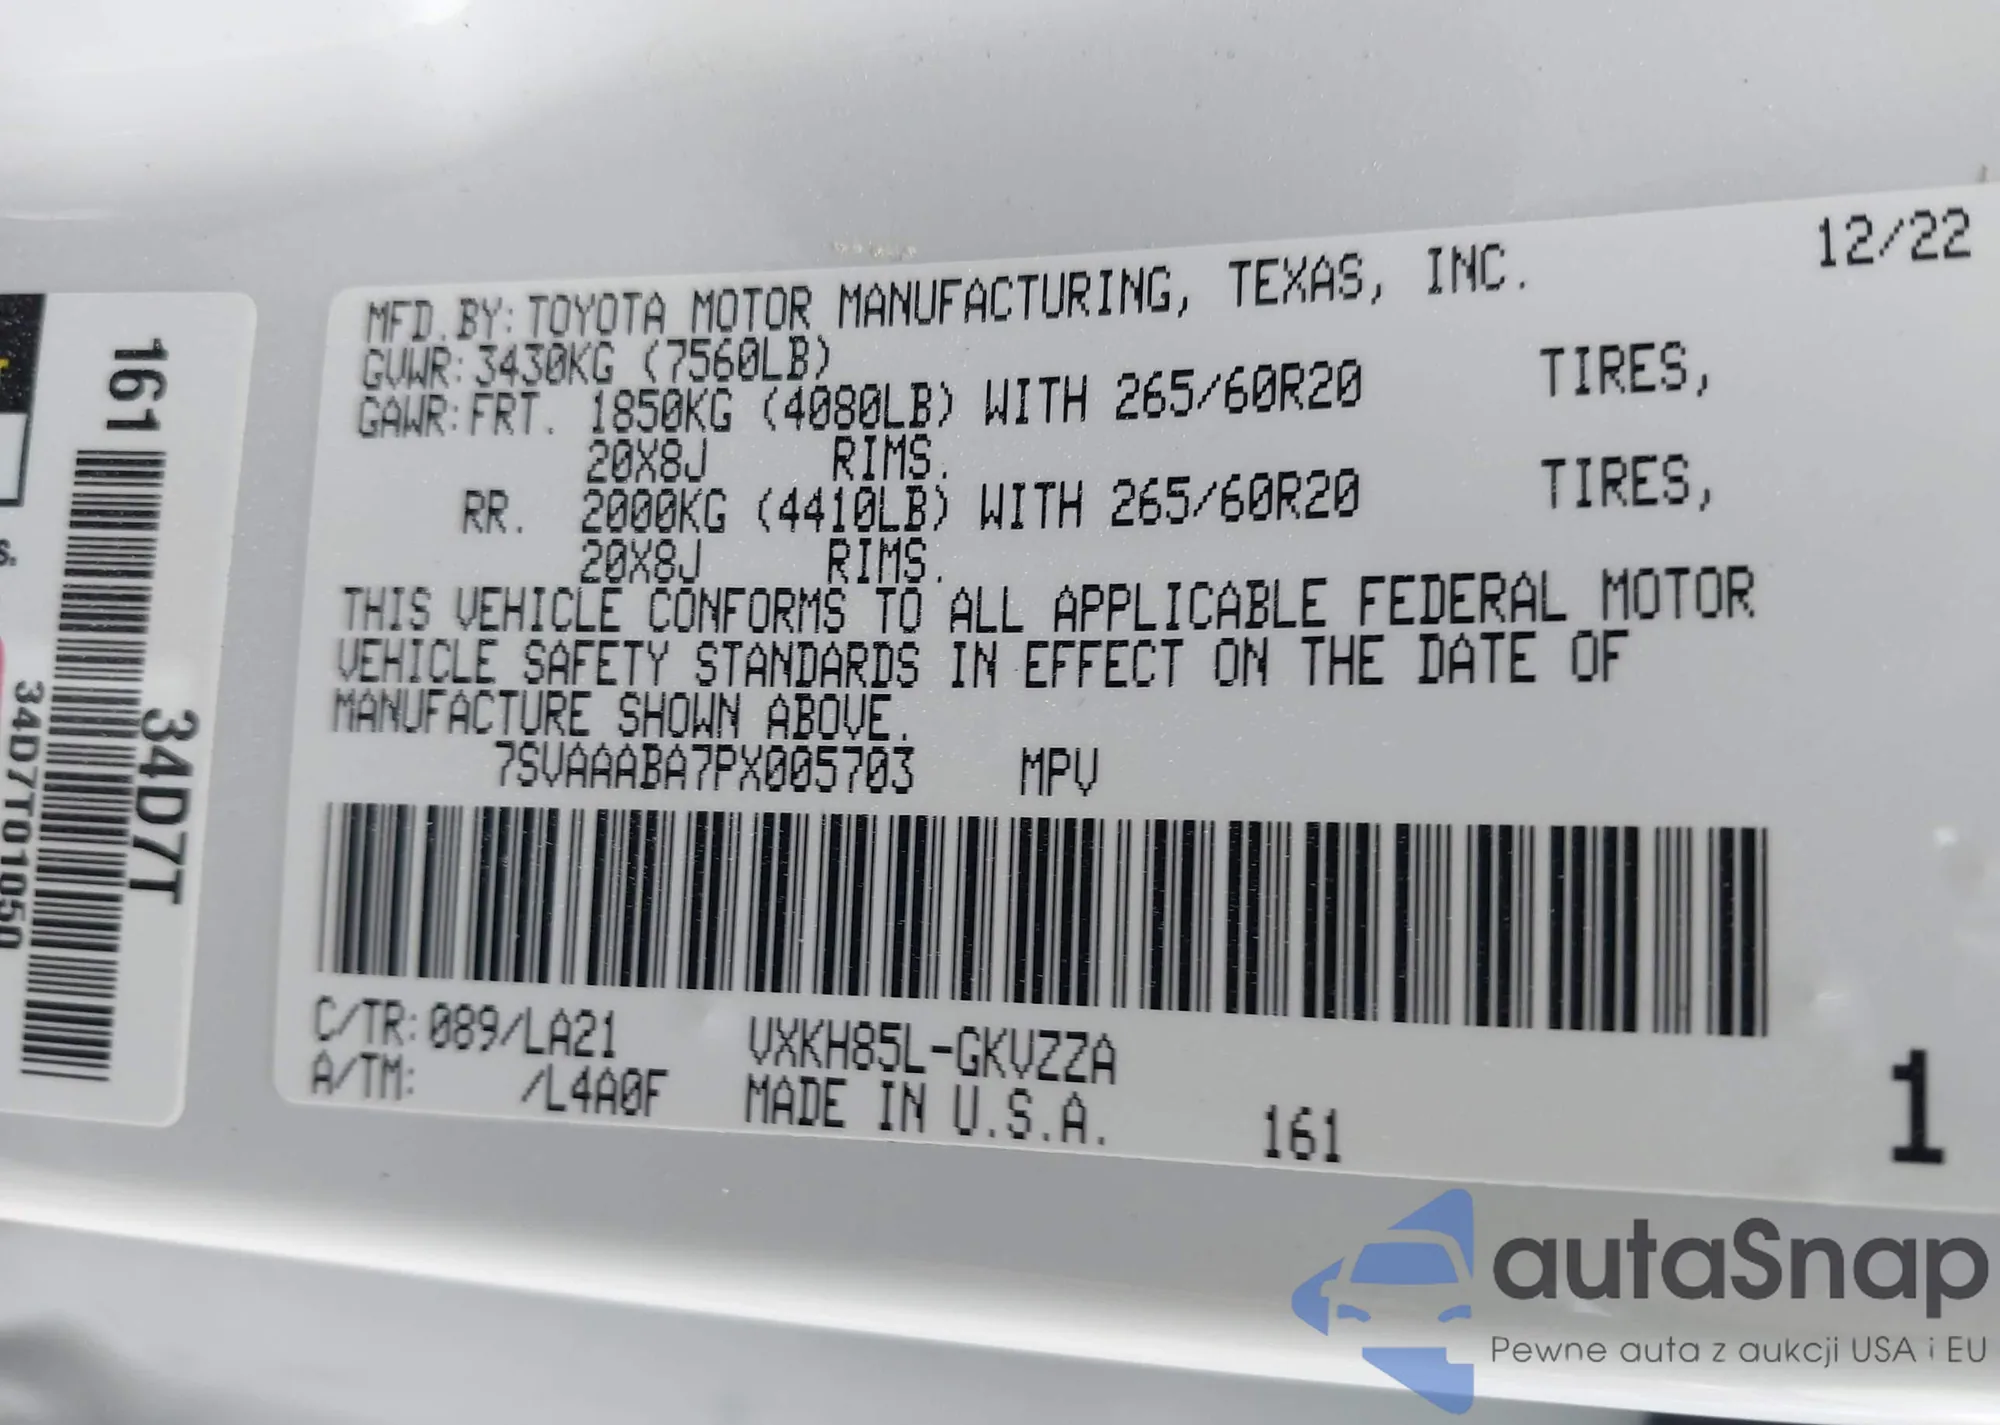 12/22
MFD.BY: TOYOTA MOTOR MANUFACTURING, TEXAS, INC.
GVWR: 3430KG (7560LB)
GAWR: FRT. 1850KG (4080LB) WITH 265/60R20 TIRES,
20X8J RIMS.
RR. 2000KG (4410LB) WITH 265/60R20 TIRES,
20X8J RIMS.
THIS VEHICLE CONFORMS TO ALL APPLICABLE FEDERAL MOTOR
VEHICLE SAFETY STANDARDS IN EFFECT ON THE DATE OF
MANUFACTURE SHOWN ABOVE.
7SVAAABA7PX005703 MPV
C/TR: 089/LA21 VXKH85L-GKVZZA
A/TM: /L4A0F MADE IN U.S.A. 161
1
161
34D7T
34D7T01050
s.
autaSnap
Pewne auta z aukcji USA i EU